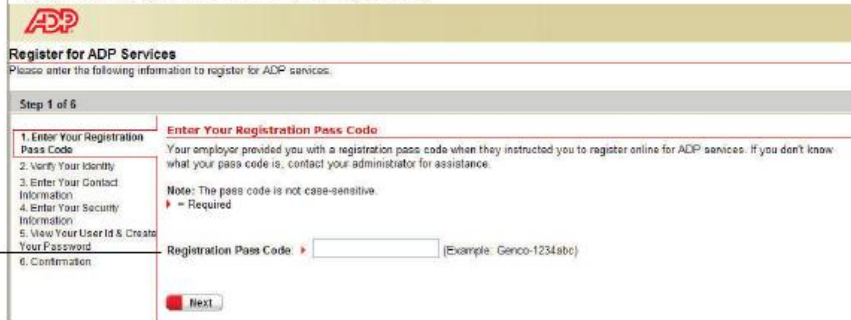 ADP
Register for ADP Services
Please enter the following information to register for ADP services.
Step 1 of 6
1. Enter Your Registration
Pass Code
2. Verify Your Identity
3. Enter Your Contact
Information
4. Enter Your Security
Information
5. View Your User Id & Create
Your Password
6. Confirmation
Enter Your Registration Pass Code
Your employer provided you with a registration pass code when they instructed you to register online for ADP services. If you don't know
what your pass code is, contact your administrator for assistance.
Note: The pass code is not case-sensitive.
= Required
Registration Pass Code: (Example: Genco-1234abc)
Next